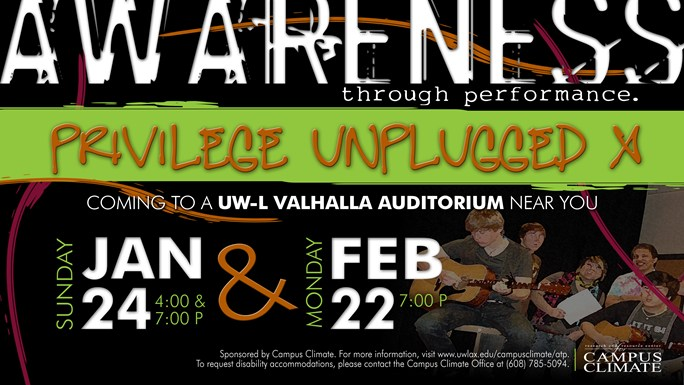 AWARENESS
through performance.
PRIVILEGE UNPLUGGED X
COMING TO A UW-L VALHALLA AUDITORIUM NEAR YOU
SUNDAY
JAN
24
4:00 &
7:00 P
&
MONDAY
FEB
22
7:00 P
Sponsored by Campus Climate. For more information, visit www.uwlax.edu/campusclimate/atp.
To request disability accommodations, please contact the Campus Climate Office at (608) 785-5094.
CAMPUS
CLIMATE